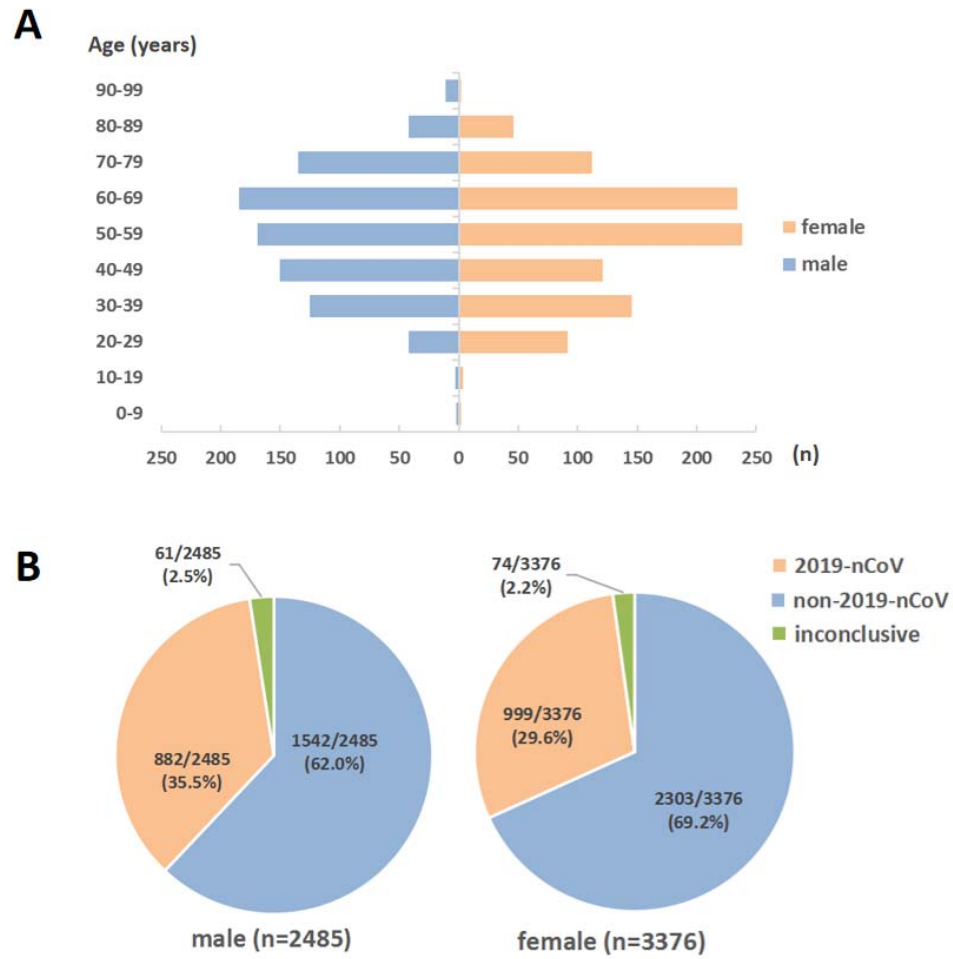 A
Age (years)
90-99
80-89
70-79
60-69
50-59
40-49
30-39
20-29
10-19
0-9
250 200 150 100 50 0 50 100 150 200 250 (n)
female
male
B
61/2485
(2.5%)
882/2485
(35.5%)
1542/2485
(62.0%)
male (n=2485)
74/3376
(2.2%)
999/3376
(29.6%)
2303/3376
(69.2%)
female (n=3376)
2019-nCoV
non-2019-nCoV
inconclusive